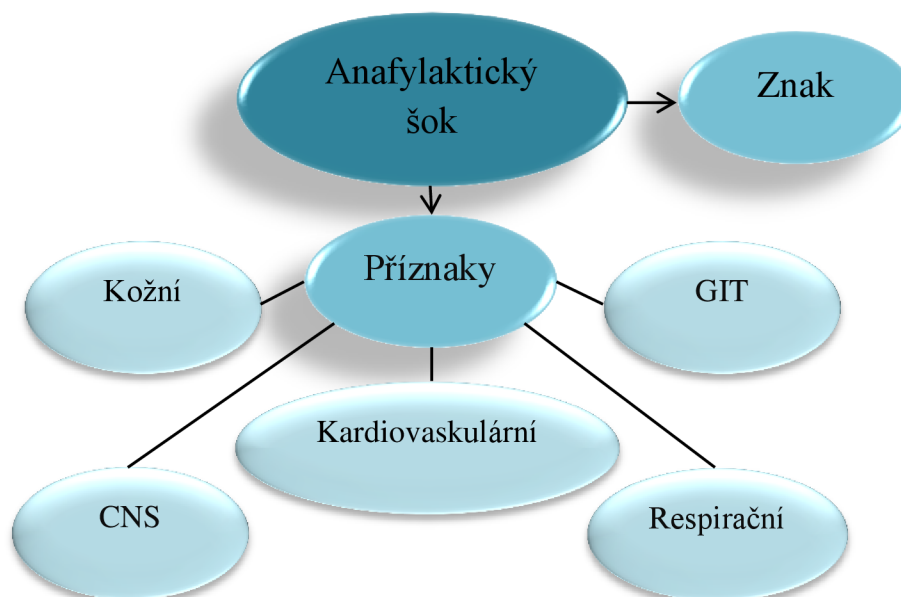 Anafylaktický
šok
Znak
Příznaky
Kožní
GIT
Kardiovaskulární
CNS
Respirační